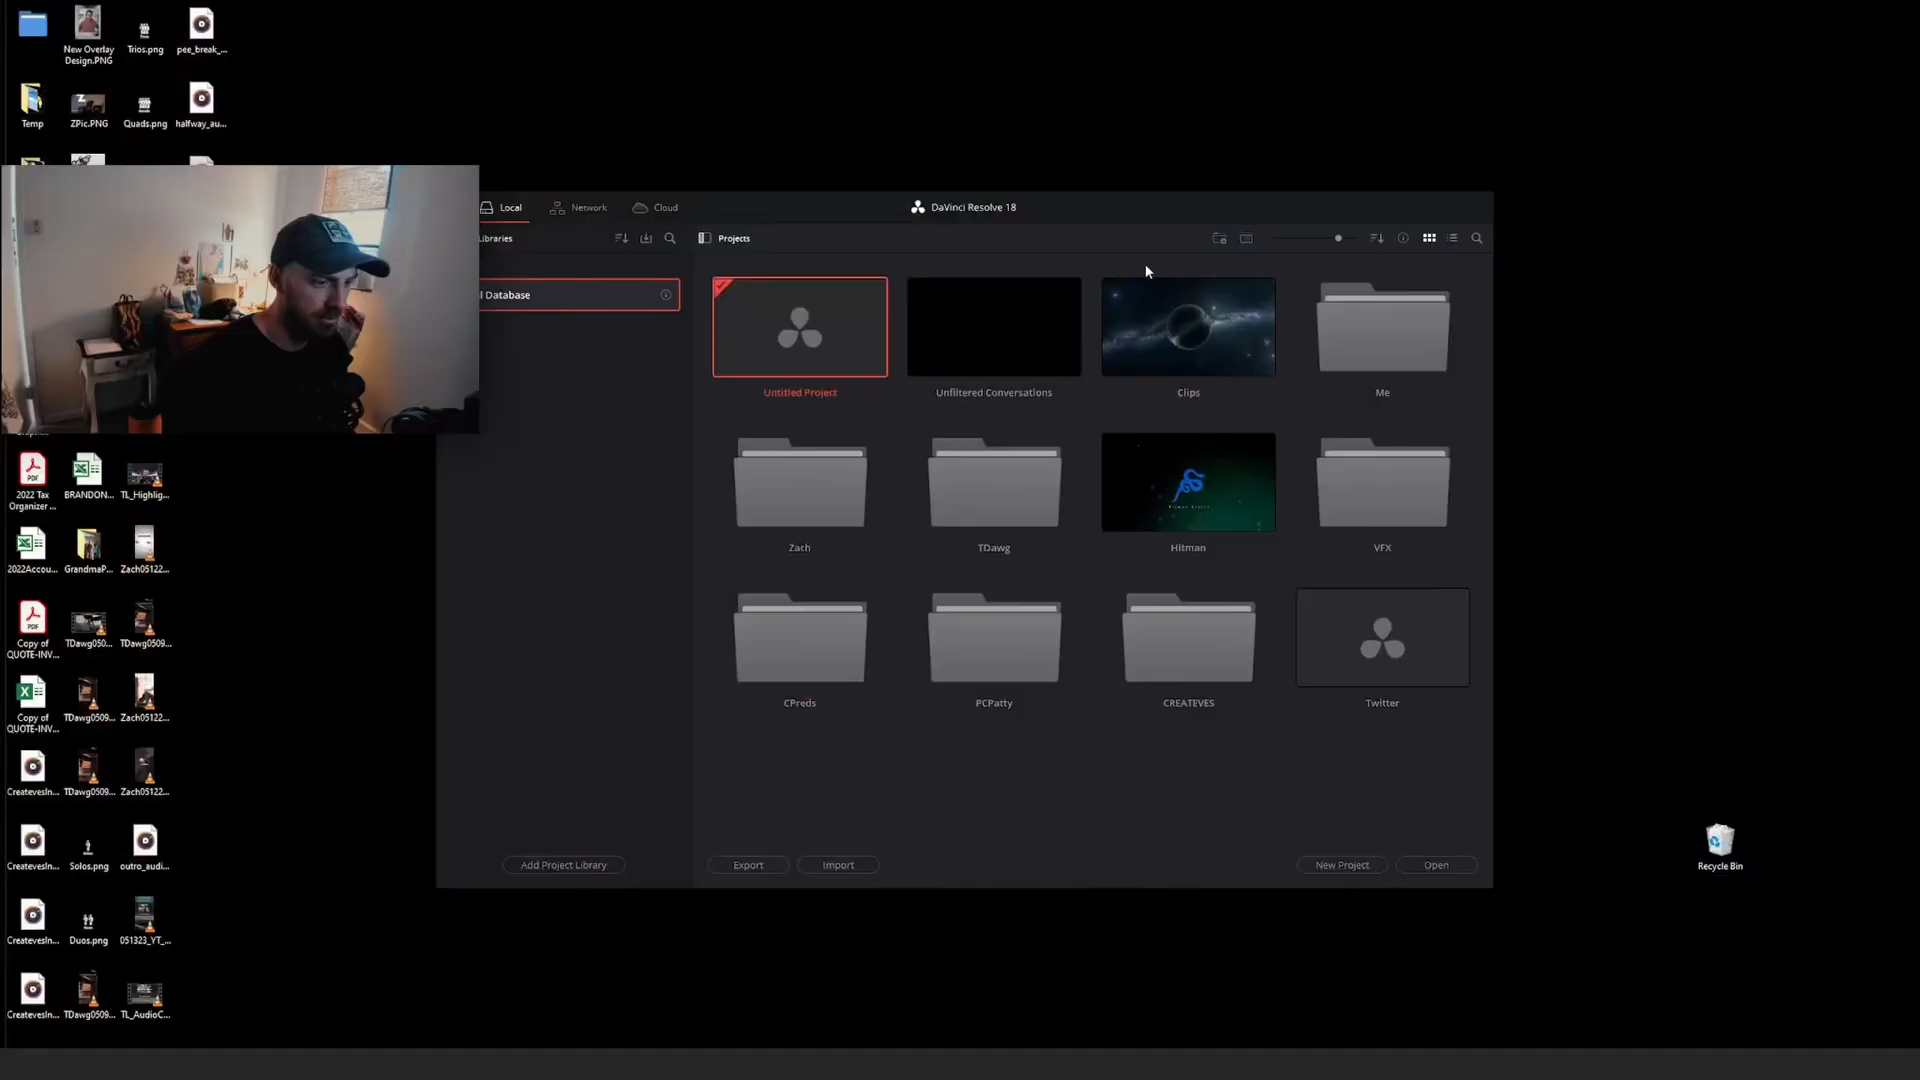 New Overlay
Design.PNG
Trios.png
pee_break_...
Temp
ZPic.PNG
Quads.png
halfway_au...
Local
Network
Cloud
DaVinci Resolve 18
Libraries
Projects
l Database
Untitled Project
Unfiltered Conversations
Clips
Me
Zach
TDawg
Hitman
VFX
CPreds
PCPatty
CREATEVES
Twitter
Add Project Library
Export
Import
New Project
Open
2022 Tax
Organizer ...
BRANDON...
TL_Highlig...
2022Accou...
GrandmaP...
Zach05122...
Copy of
QUOTE-INV...
TDawg050...
TDawg0509...
Copy of
QUOTE-INV...
TDawg0509...
Zach05122...
CreatevesIn...
TDawg0509...
Zach05122...
CreatevesIn...
Solos.png
outro_audi...
CreatevesIn...
Duos.png
051323_YT_...
CreatevesIn...
TDawg0509...
TL_AudioC...
Recycle Bin